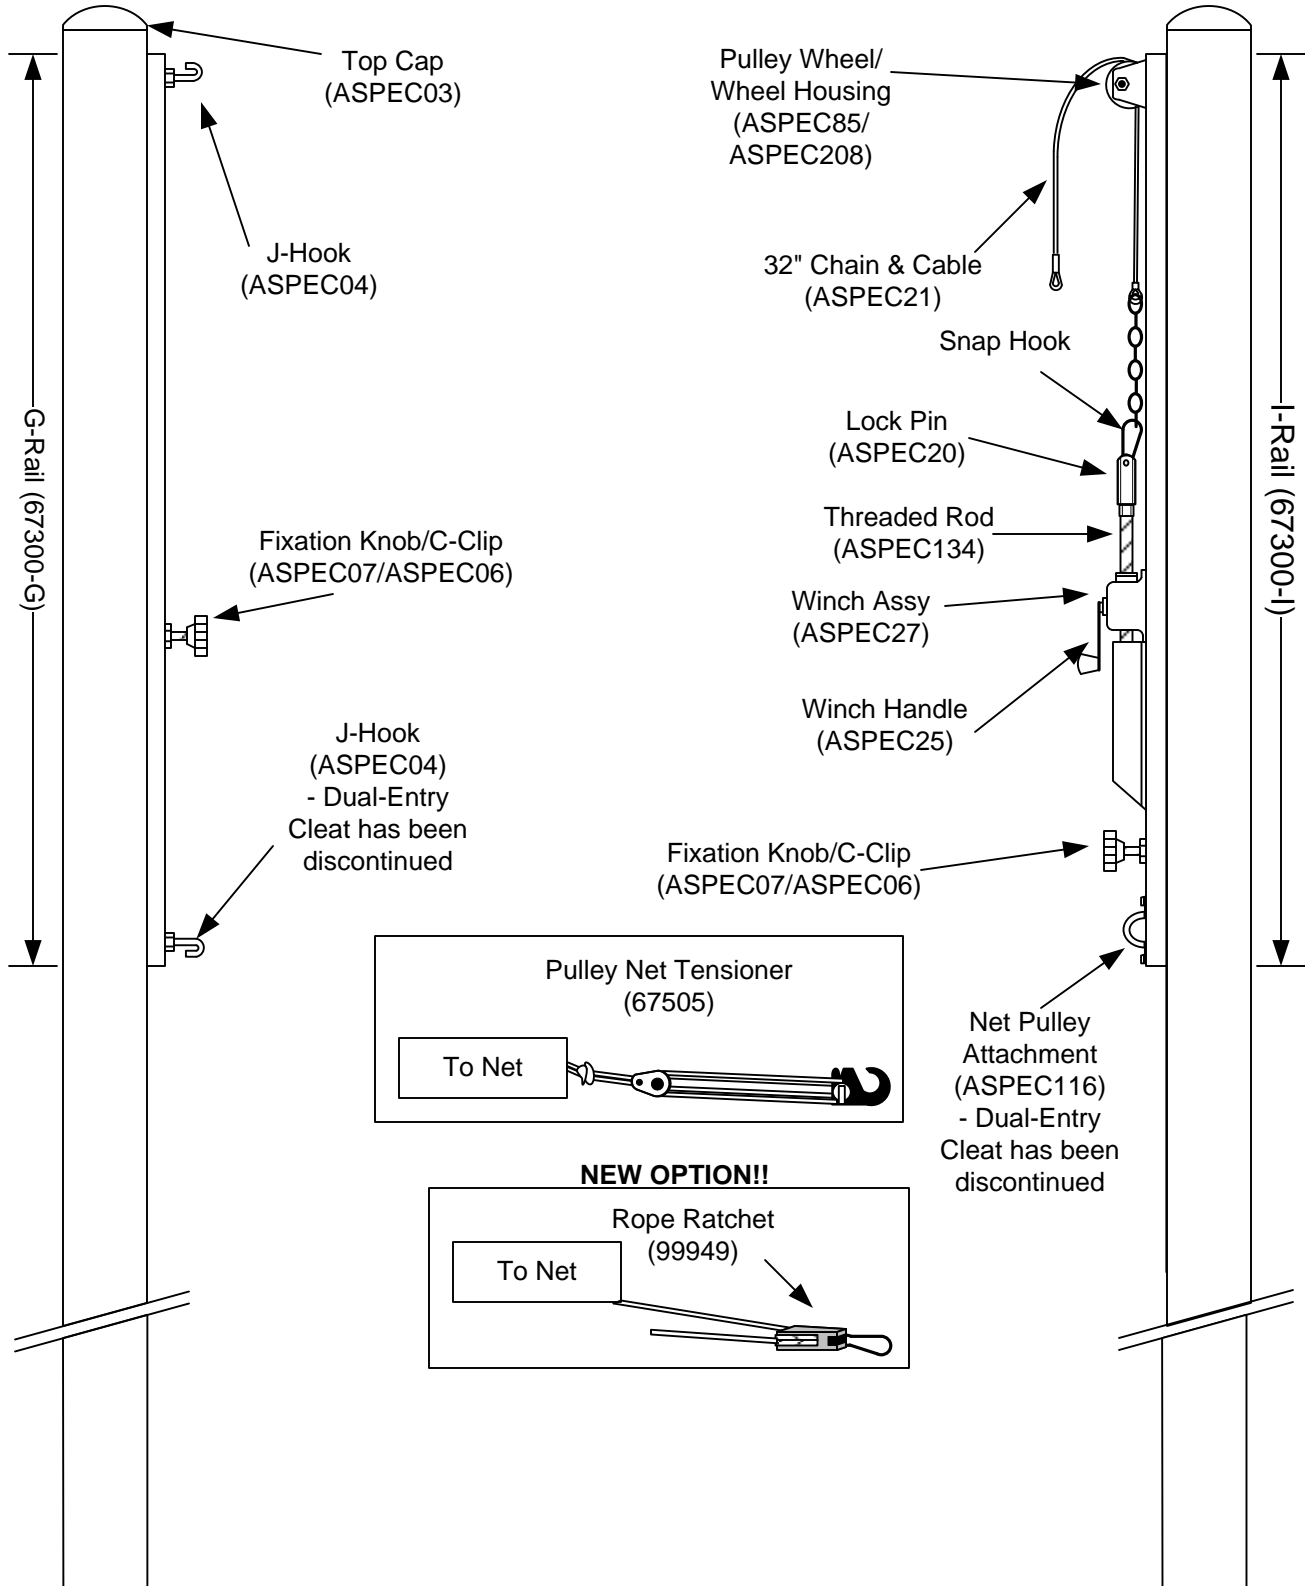 Top Cap
(ASPEC03)
J-Hook
(ASPEC04)
G-Rail (67300-G)
Fixation Knob/C-Clip
(ASPEC07/ASPEC06)
J-Hook
(ASPEC04)
- Dual-Entry
Cleat has been
discontinued
Pulley Wheel/
Wheel Housing
(ASPEC85/
ASPEC208)
32" Chain & Cable
(ASPEC21)
Snap Hook
Lock Pin
(ASPEC20)
Threaded Rod
(ASPEC134)
Winch Assy
(ASPEC27)
Winch Handle
(ASPEC25)
Fixation Knob/C-Clip
(ASPEC07/ASPEC06)
I-Rail (67300-I)
Net Pulley
Attachment
(ASPEC116)
- Dual-Entry
Cleat has been
discontinued
Pulley Net Tensioner
(67505)
To Net
NEW OPTION!!
Rope Ratchet
(99949)
To Net